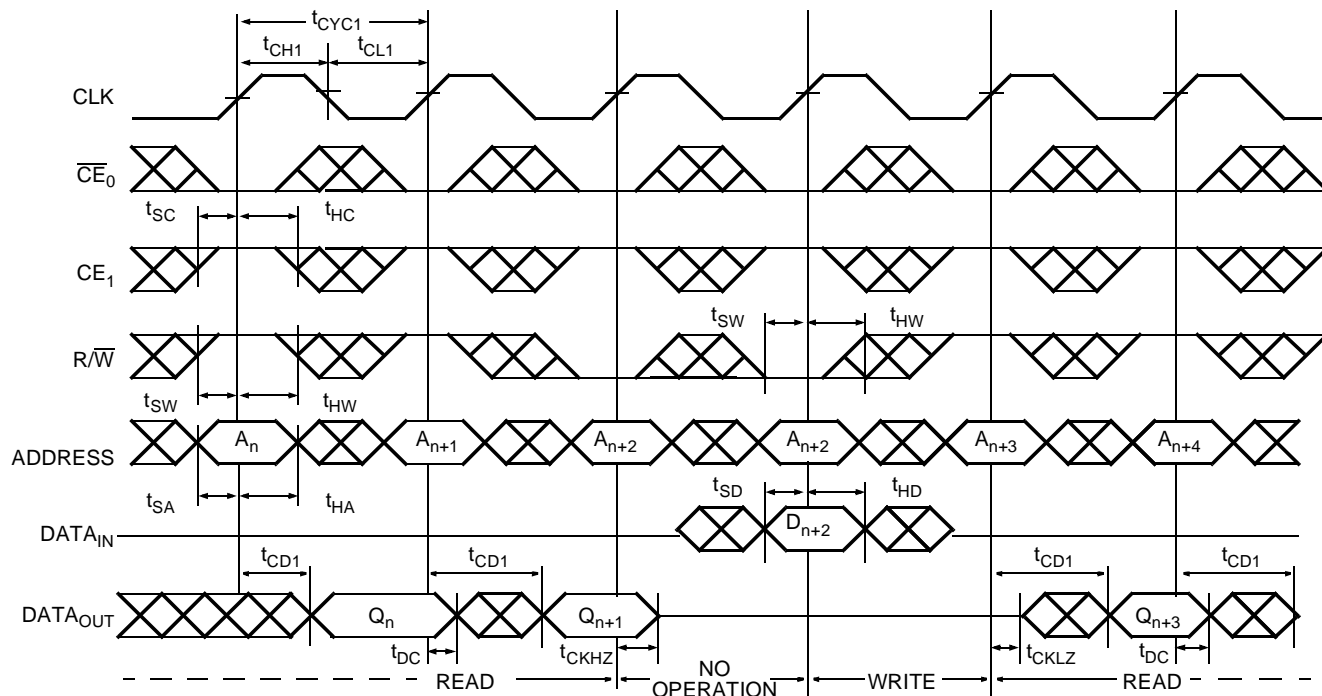 tCYC1
tCH1 tCL1
CLK
CE0
tSC tHC
CE1
tSW tHW
R/W
tSW tHW
An An+1 An+2 An+2 An+3 An+4
ADDRESS
tSA tHA tSD tHD
DATAIN Dn+2
tCD1 tCD1 tCD1 tCD1
DATAOUT Qn Qn+1 Qn+3
tDC tCKHZ tCKLZ tDC
READ NO OPERATION WRITE READ